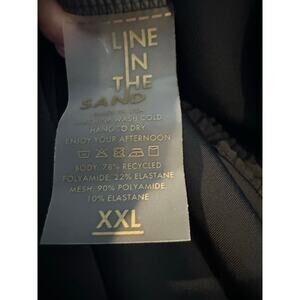 LINE
IN
THE
SAND
MACHINE WASH COLD
HANG TO DRY
ENJOY YOUR AFTERNOON
BODY: 78% RECYCLED
POLYAMIDE, 22% ELASTANE
MESH: 90% POLYAMIDE,
10% ELASTANE
XXL